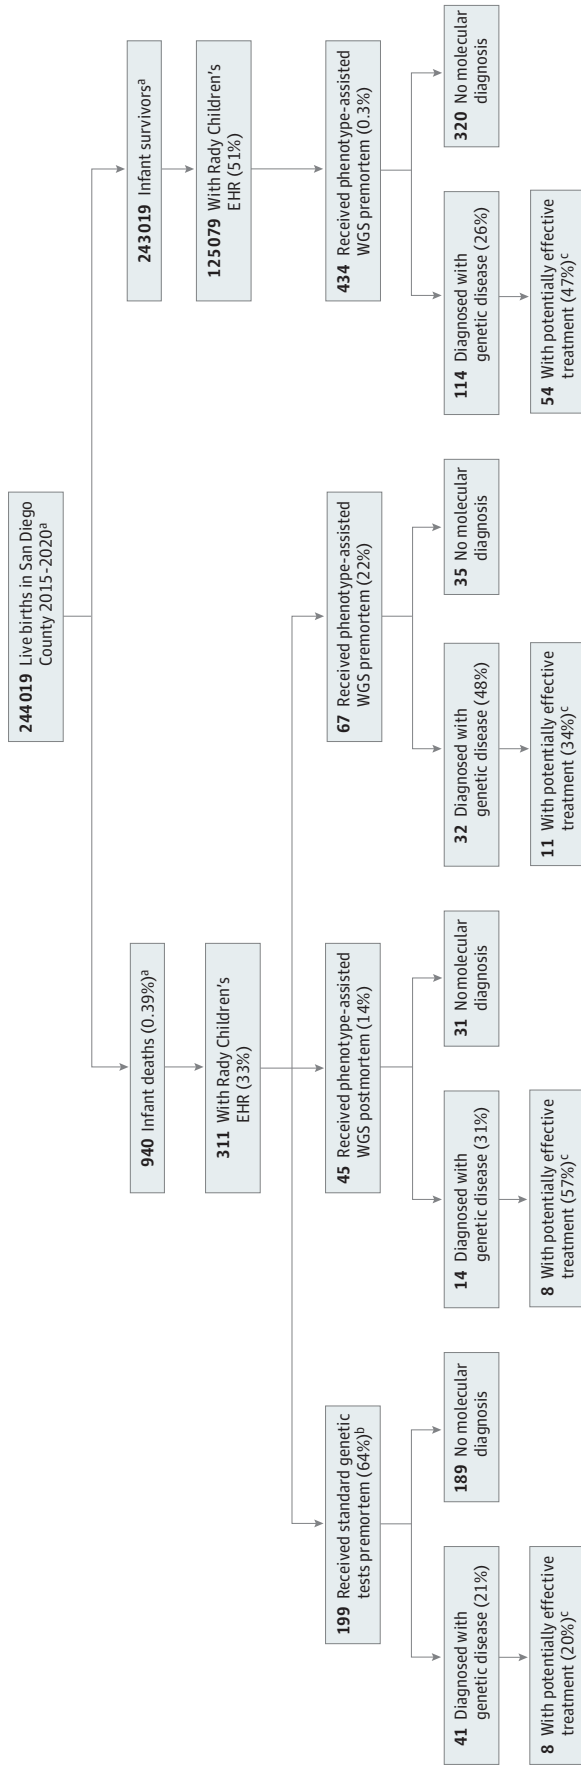 244019 Live births in San Diego
County 2015-2020a
940 Infant deaths (0.39%)a
243019 Infant survivorsa
311 With Rady Children's
EHR (33%)
125079 With Rady Children's
EHR (51%)
199 Received standard genetic
tests premortem (64%)b
45 Received phenotype-assisted
WGS postmortem (14%)
67 Received phenotype-assisted
WGS premortem (22%)
434 Received phenotype-assisted
WGS premortem (0.3%)
41 Diagnosed with
genetic disease (21%)
189 No molecular
diagnosis
14 Diagnosed with
genetic disease (31%)
31 No molecular
diagnosis
32 Diagnosed with
genetic disease (48%)
35 No molecular
diagnosis
114 Diagnosed with
genetic disease (26%)
320 No molecular
diagnosis
8 With potentially effective
treatment (20%)c
8 With potentially effective
treatment (57%)c
11 With potentially effective
treatment (34%)c
54 With potentially effective
treatment (47%)c